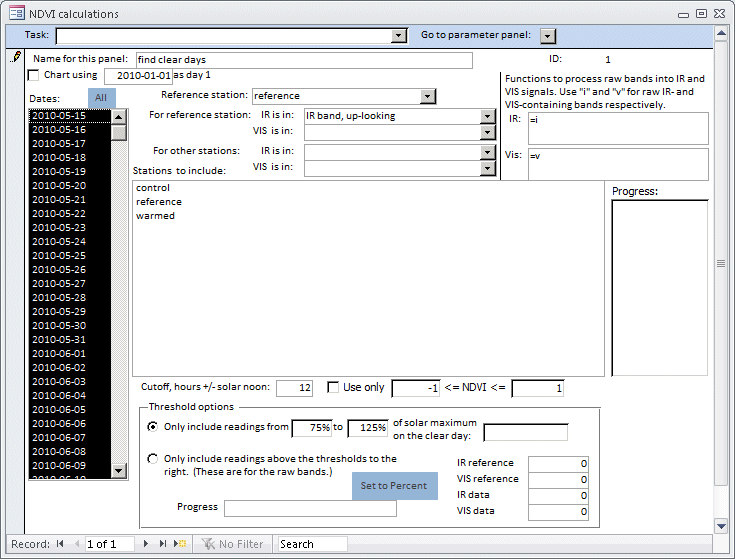 NDVI calculations
Task: Go to parameter panel:
Name for this panel: find clear days ID: 1
Chart using 2010-01-01 as day 1
Functions to process raw bands into IR and
VIS signals. Use "i" and "v" for raw IR- and
VIS-containing bands respectively.
IR: =i
Vis: =v
Dates: All
Reference station: reference
For reference station: IR is in: IR band, up-looking
VIS is in:
For other stations: IR is in:
VIS is in:
Stations to include:
control
reference
warmed
Progress:
2010-05-15
2010-05-16
2010-05-17
2010-05-18
2010-05-19
2010-05-20
2010-05-21
2010-05-22
2010-05-23
2010-05-24
2010-05-25
2010-05-26
2010-05-27
2010-05-28
2010-05-29
2010-05-30
2010-05-31
2010-06-01
2010-06-02
2010-06-03
2010-06-04
2010-06-05
2010-06-06
2010-06-07
2010-06-08
2010-06-09
2010-06-10
Cutoff, hours +/- solar noon: 12 Use only -1 <= NDVI <= 1
Threshold options
Only include readings from 75% to 125% of solar maximum
on the clear day:
Only include readings above the thresholds to the
right. (These are for the raw bands.)
Set to Percent
IR reference 0
VIS reference 0
IR data 0
VIS data 0
Progress
Record: 1 of 1 No Filter Search